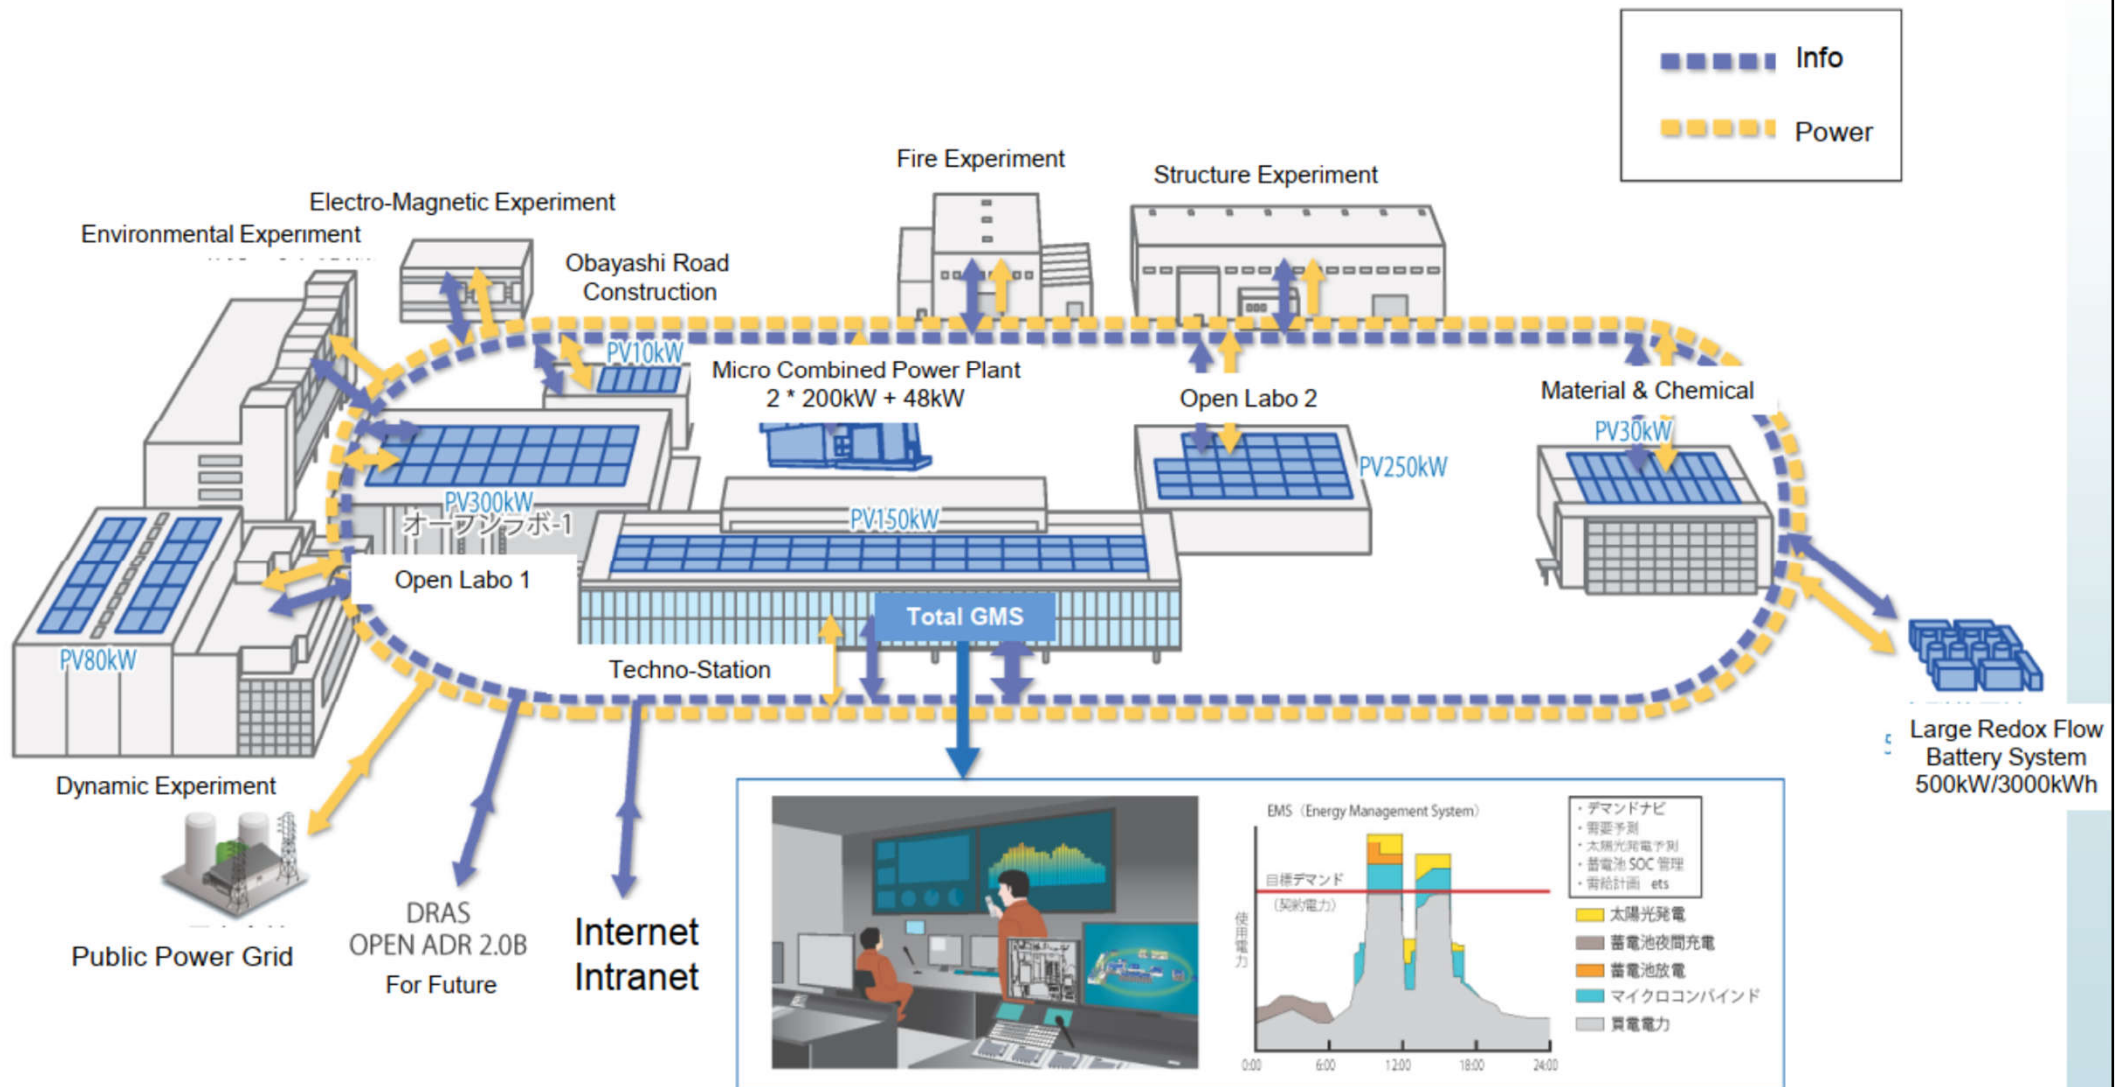 Info
Power
Fire Experiment
Structure Experiment
Electro-Magnetic Experiment
Environmental Experiment
Obayashi Road
Construction
PV10kW
Micro Combined Power Plant
2 * 200kW + 48kW
Open Labo 2
Material & Chemical
PV30kW
PV250kW
PV300kW
オープンラボ-1
PV150kW
Open Labo 1
Total GMS
PV80kW
Techno-Station
Large Redox Flow
Battery System
500kW/3000kWh
Dynamic Experiment
Public Power Grid
DRAS
OPEN ADR 2.0B
For Future
Internet
Intranet
EMS（Energy Management System）
・デマンドナビ
・需要予測
・太陽光発電予測
・蓄電池 SOC 管理
・需給計画 ets
目標デマンド
（契約電力）
使用電力
太陽光発電
蓄電池夜間充電
蓄電池放電
マイクロコンバインド
買電電力
0:00 6:00 12:00 18:00 24:00